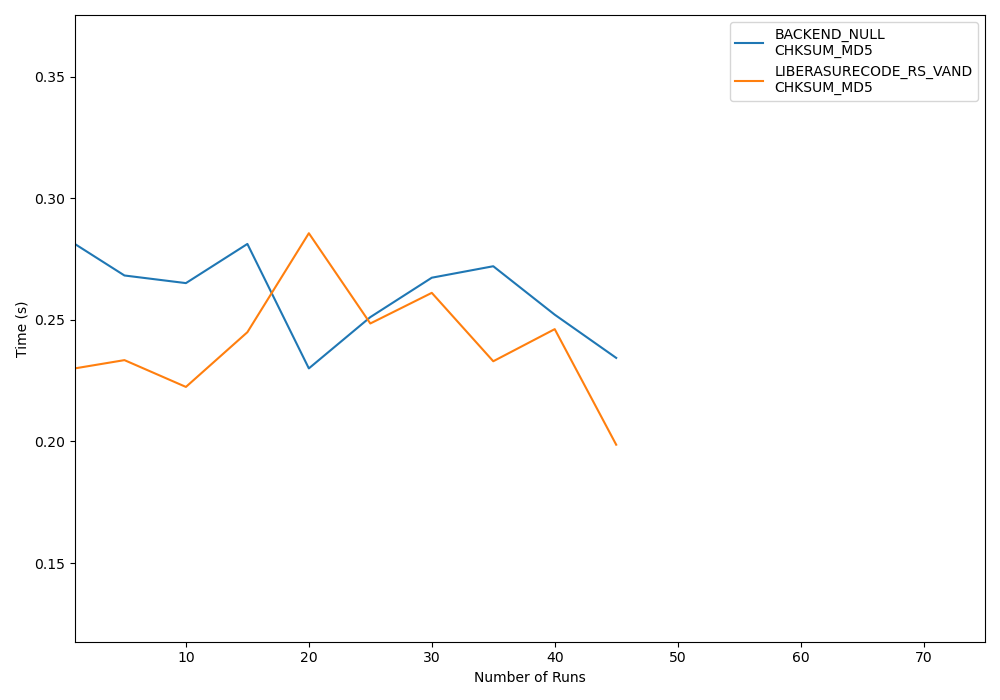 BACKEND_NULL
CHKSUM_MD5
LIBERASURECODE_RS_VAND
CHKSUM_MD5
0.35
0.30
0.25
0.20
0.15
Time (s)
10 20 30 40 50 60 70
Number of Runs